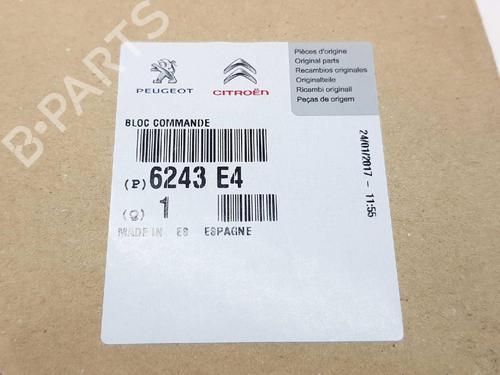 B-PARTS
PEUGEOT
CITROËN
Pièces d'origine
Original parts
Recambios originales
Originalteile
Ricambi originali
Peças de origem
BLOC COMMANDE
(P) 6243 E4
(Q) 1
MADE IN ES ESPAGNE
24/01/2017 - 11:55